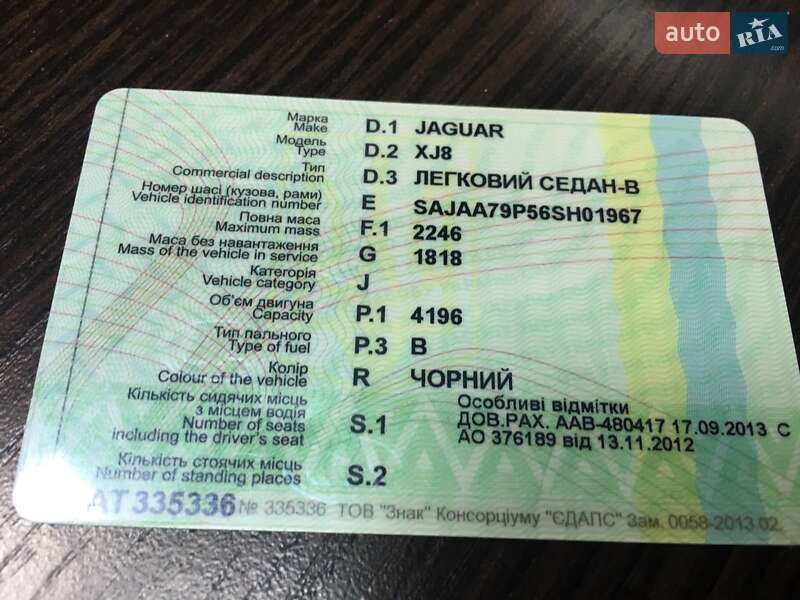 auto RIA .com
Марка
Make D.1 JAGUAR
Модель
Type D.2 XJ8
Тип
Commercial description D.3 ЛЕГКОВИЙ СЕДАН-В
Номер шасі (кузова, рами)
Vehicle identification number E SAJAA79P56SH01967
Повна маса
Maximum mass F.1 2246
Маса без навантаження
Mass of the vehicle in service G 1818
Категорія
Vehicle category J
Об'єм двигуна
Capacity P.1 4196
Тип пального
Type of fuel P.3 B
Колір
Colour of the vehicle R ЧОРНИЙ
Кількість сидячих місць
з місцем водія
Number of seats
including the driver's seat S.1
Особливі відмітки
ДОВ.РАХ. ААВ-480417 17.09.2013 С
АО 376189 від 13.11.2012
Кількість стоячих місць
Number of standing places S.2
АТ 335336 № 335336 ТОВ "Знак" Консорціуму "ЄДАПС" Зам. 0058-2013 02.